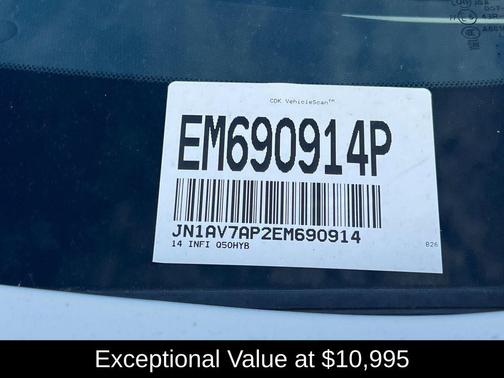 CDK VehicleScan™
EM690914P
JN1AV7AP2EM690914
14 INFI Q50HYB
826
Exceptional Value at $10,995